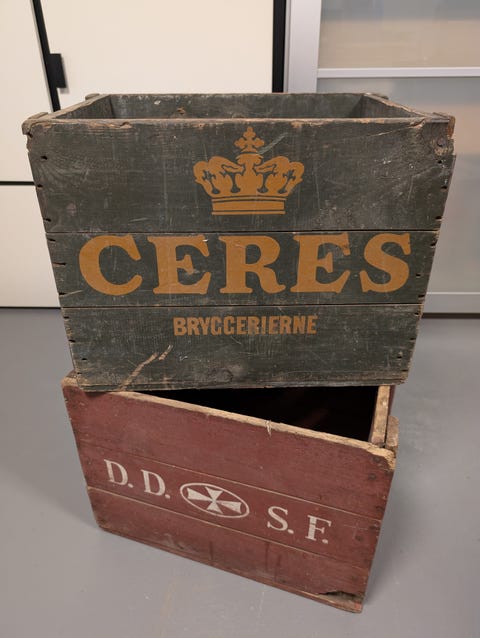 CERES
BRYGGERIERNE
D. D. S. F.